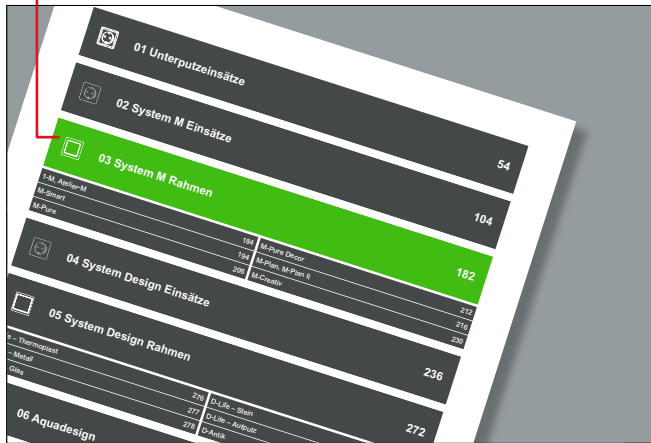 01 Unterputzeinsätze 54
02 System M Einsätze 104
03 System M Rahmen 182
1-M, Atelier-M 184
M-Smart 194
M-Pure 206
M-Pure Decor 212
M-Plan, M-Plan II 216
M-Creativ 230
04 System Design Einsätze 236
05 System Design Rahmen 272
e – Thermoplast 276
– Metall 277
Glas 278
D-Life – Stein
D-Life – Aufputz
D-Antik
06 Aquadesign